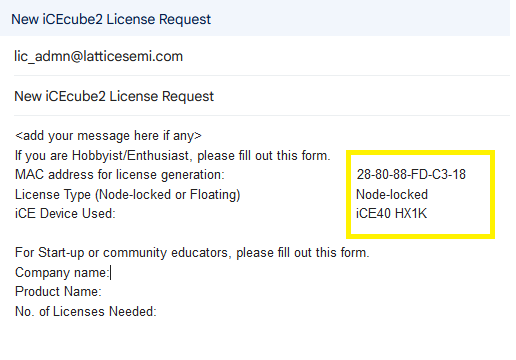 New iCEcube2 License Request
lic_admn@latticesemi.com
New iCEcube2 License Request
<add your message here if any>
If you are Hobbyist/Enthusiast, please fill out this form.
MAC address for license generation: 28-80-88-FD-C3-18
License Type (Node-locked or Floating) Node-locked
iCE Device Used: iCE40 HX1K
For Start-up or community educators, please fill out this form.
Company name:
Product Name:
No. of Licenses Needed: